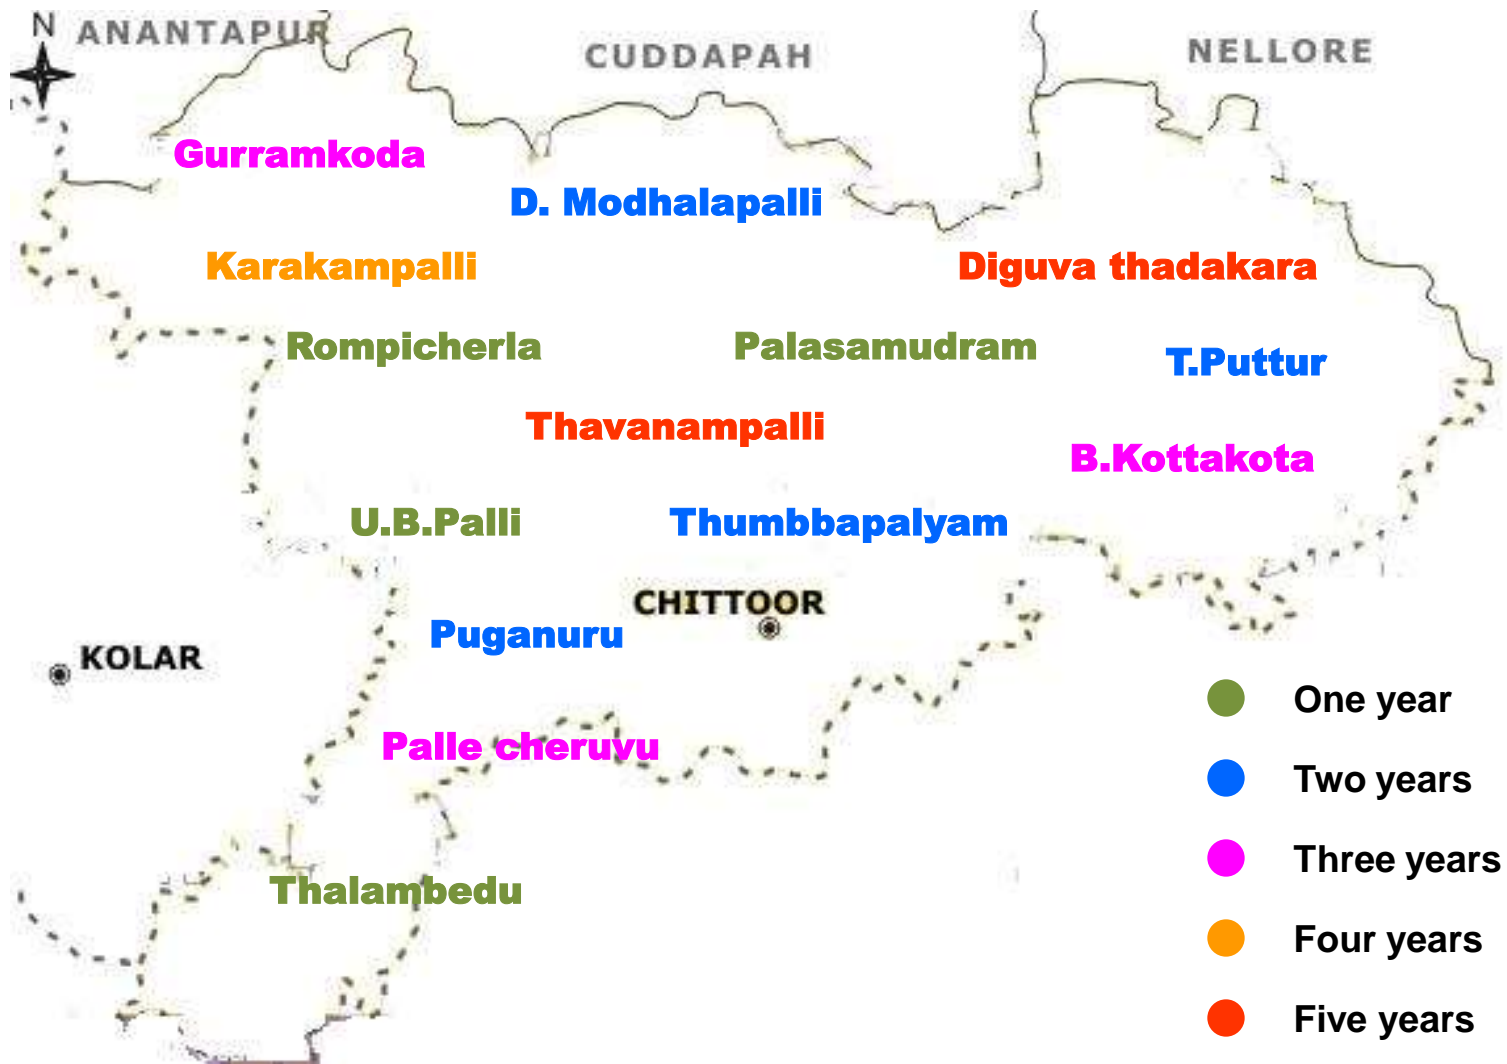 N
ANANTAPUR
CUDDAPAH
NELLORE
Gurramkoda
D. Modhalapalli
Karakampalli
Diguva thadakara
Rompicherla
Palasamudram
T.Puttur
Thavanampalli
B.Kottakota
U.B.Palli
Thumbbapalyam
CHITTOOR
Puganuru
KOLAR
Palle cheruvu
Thalambedu
One year
Two years
Three years
Four years
Five years